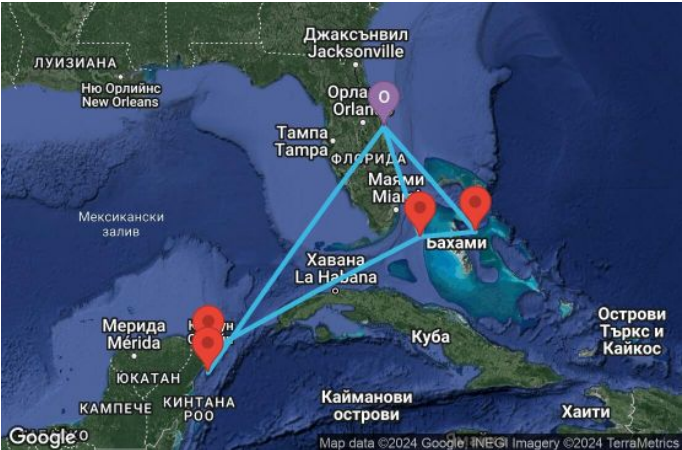 Джаксънвил
Jacksonville
ЛУИЗИАНА
Ню Орлийнс
New Orleans
Орла
Orlan
O
Тампа
Tampa
ФЛОРИДА
Маями
Miami
Мексикански
залив
Бахами
Хавана
La Habana
Мерида
Mérida
Куба
Острови
Търкс и
Кайкос
ЮКАТАН
КАМПЕЧЕ
КИНТАНА
РОО
Кайманови
острови
Хаити
Google
Map data ©2024 Google, INEGI Imagery ©2024 TerraMetrics